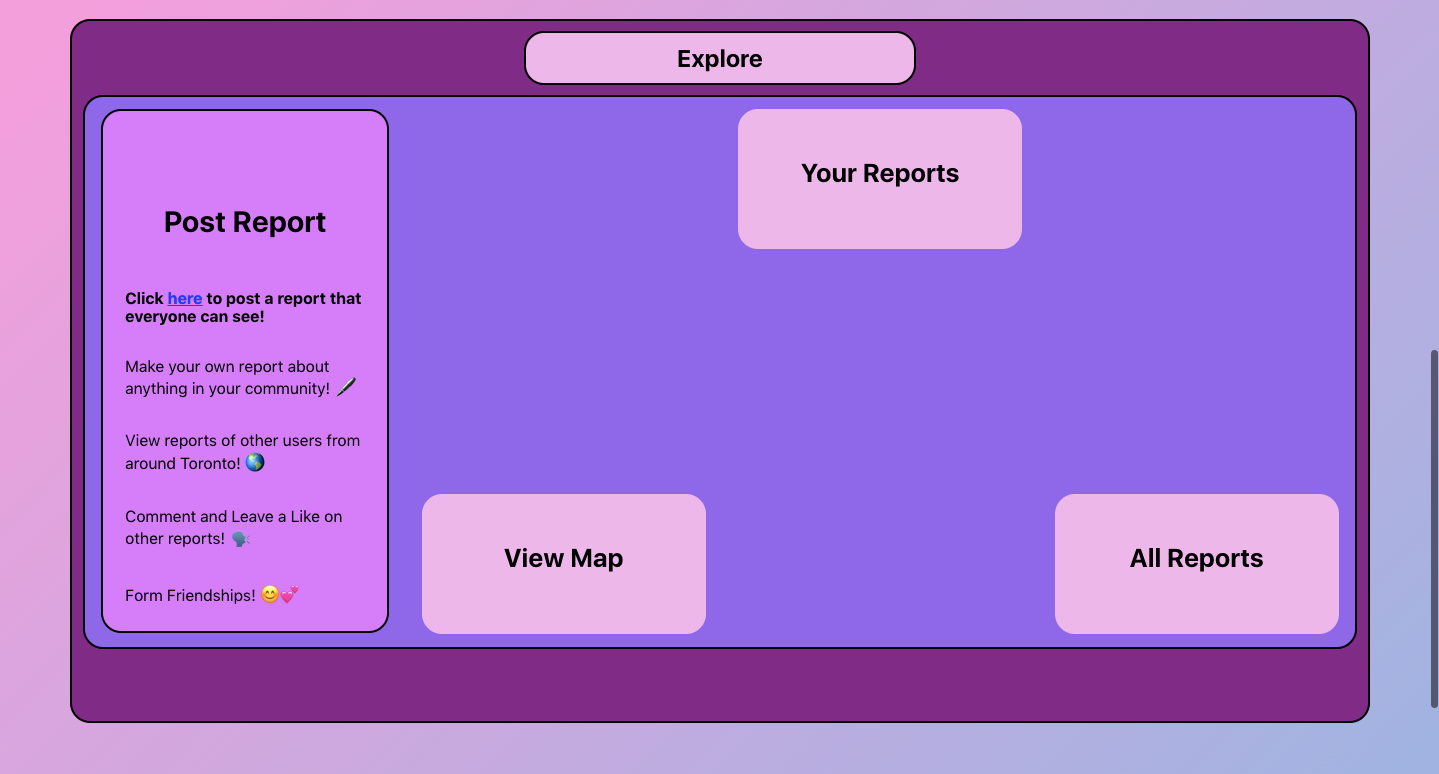 Explore
Post Report
Click here to post a report that
everyone can see!
Make your own report about
anything in your community! 🖋️
View reports of other users from
around Toronto! 🌎
Comment and Leave a Like on
other reports! 🗣️
Form Friendships! 😊💕
Your Reports
View Map
All Reports